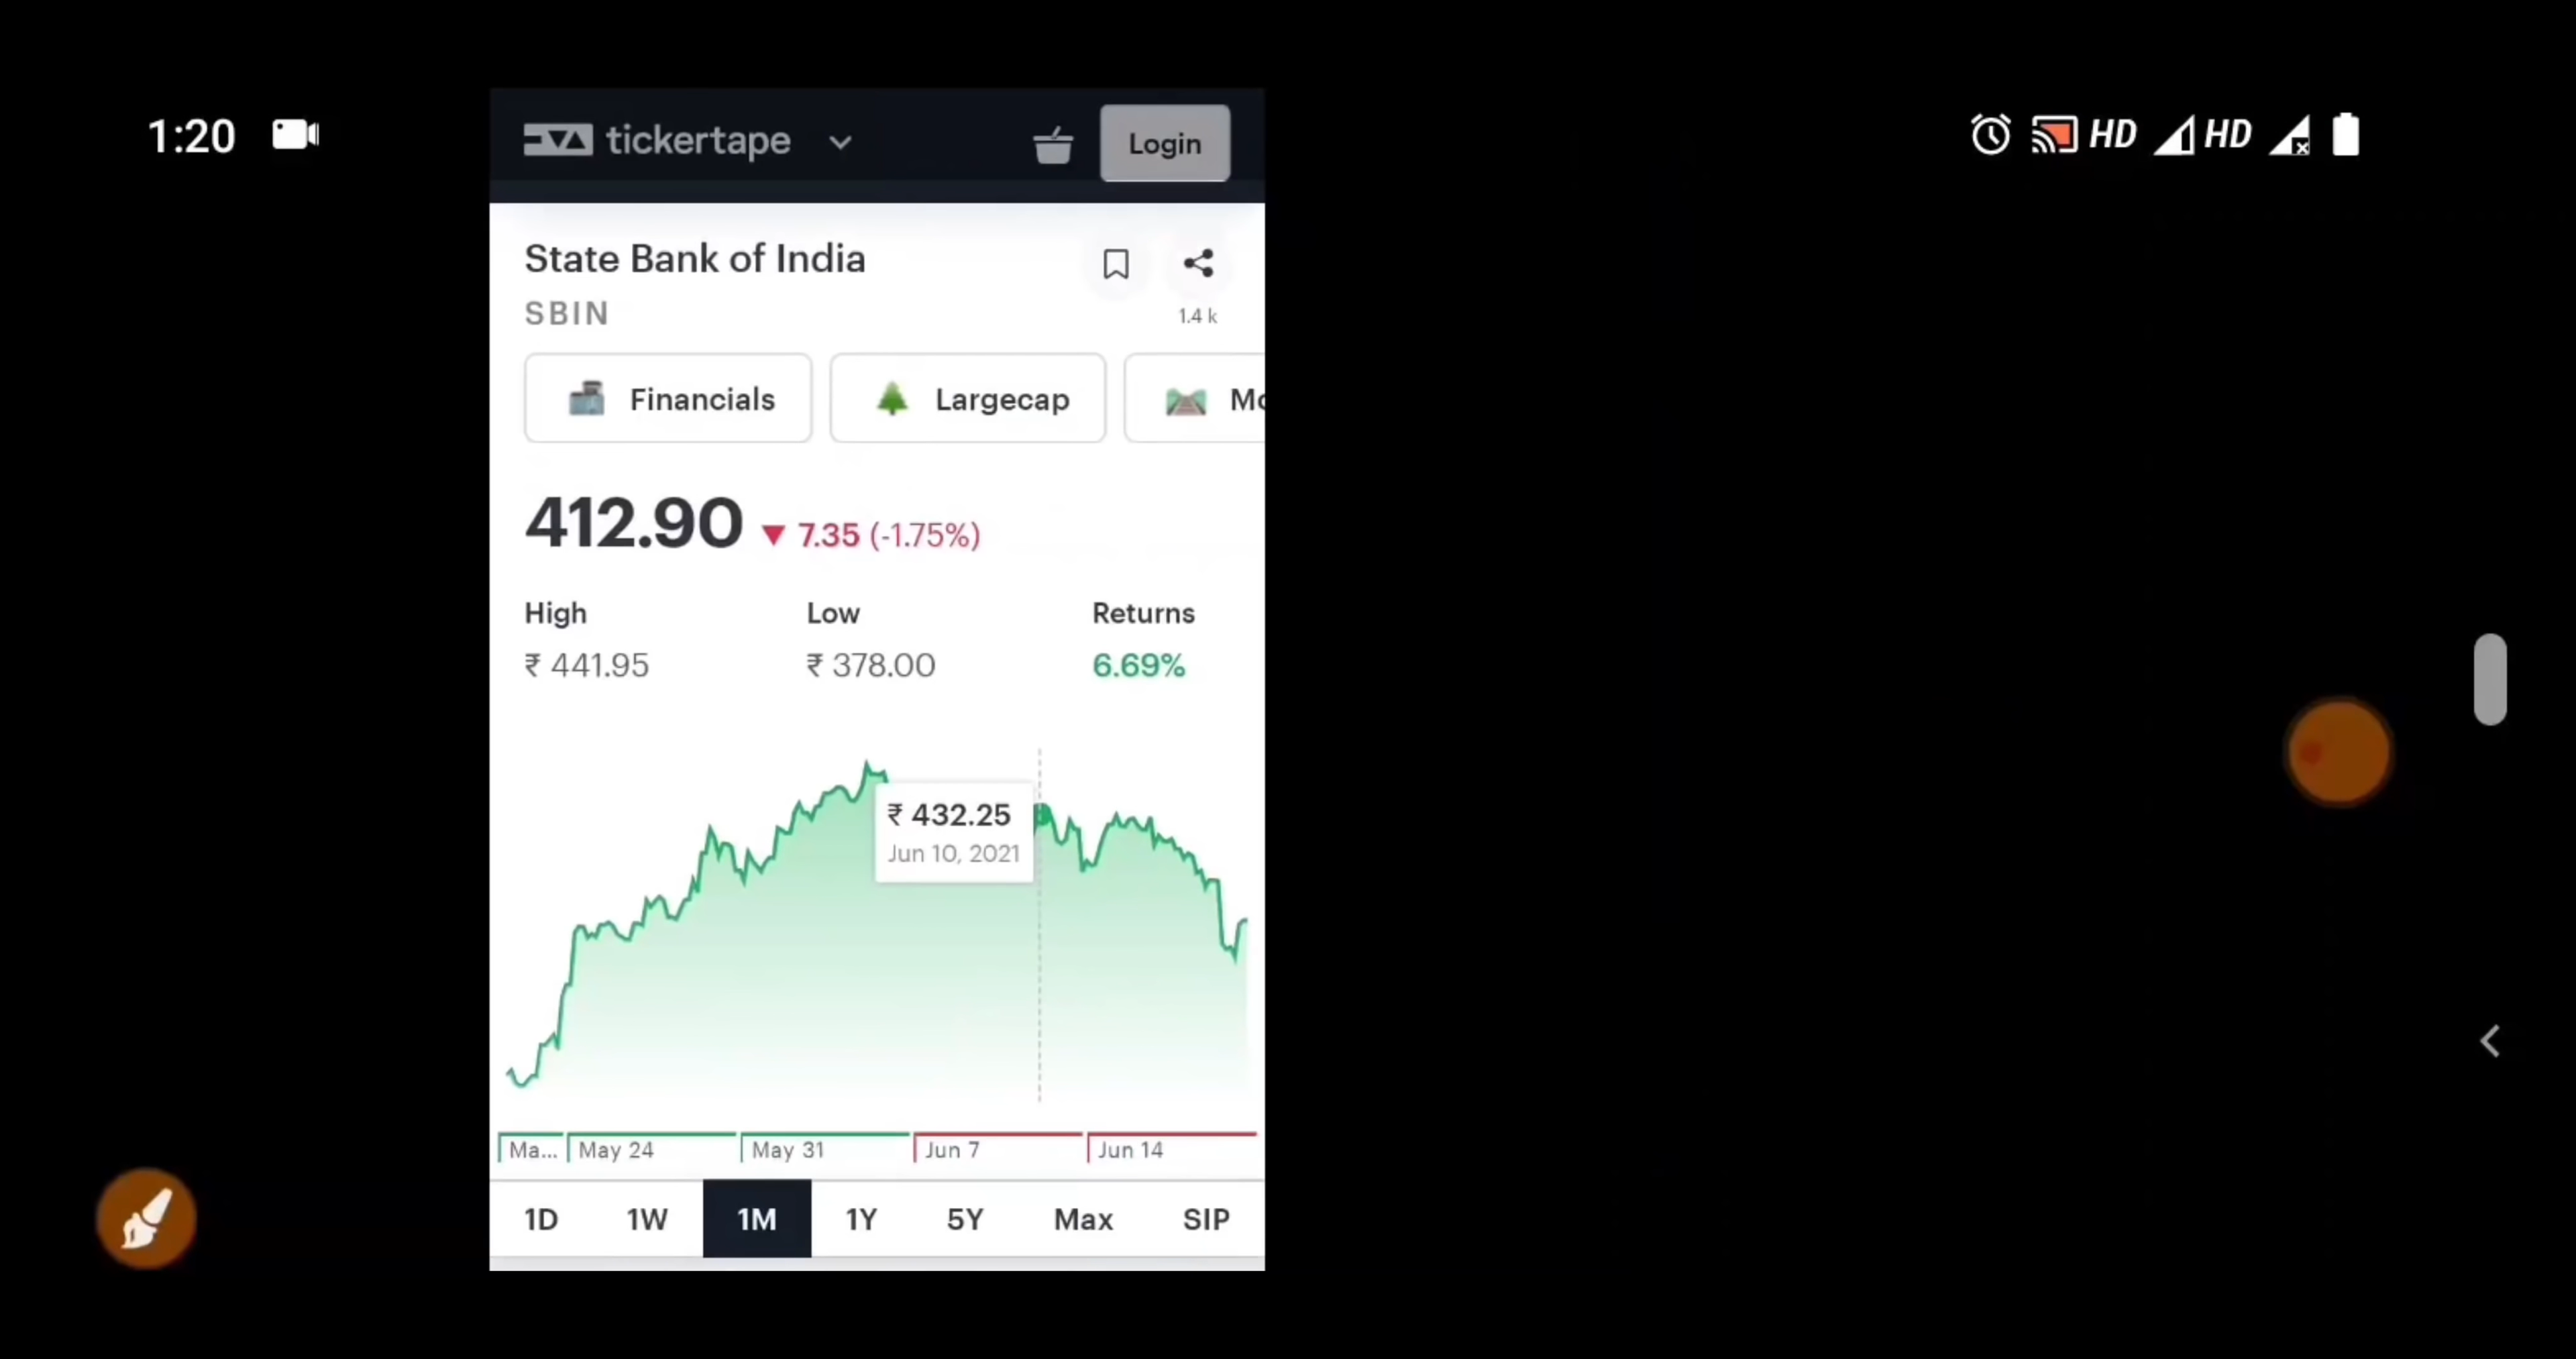 1:20
HD HD
tickertape
Login
State Bank of India
SBIN
1.4 k
Financials
Largecap
412.90 ▼ 7.35 (-1.75%)
High Low Returns
₹ 441.95 ₹ 378.00 6.69%
₹ 432.25
Jun 10, 2021
Ma... May 24 May 31 Jun 7 Jun 14
1D 1W 1M 1Y 5Y Max SIP